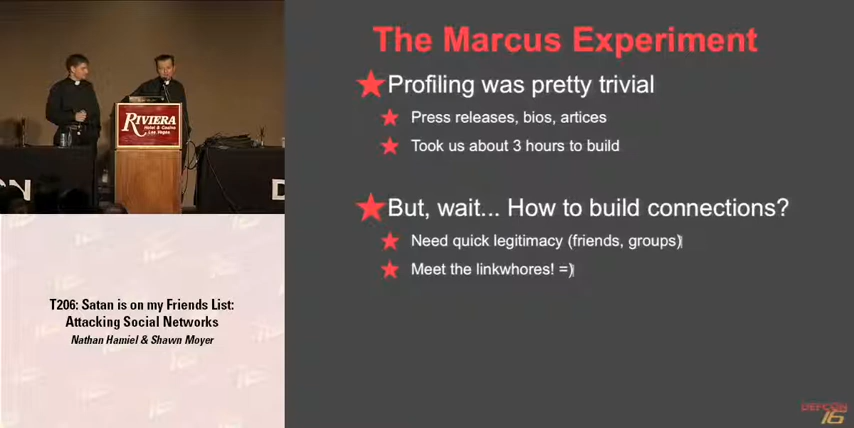 The Marcus Experiment
Profiling was pretty trivial
Press releases, bios, artices
Took us about 3 hours to build
But, wait... How to build connections?
Need quick legitimacy (friends, groups)
Meet the linkwhores! =)
RIVIERA
Hotel & Casino
Las Vegas
CON
D
T206: Satan is on my Friends List:
Attacking Social Networks
Nathan Hamiel & Shawn Moyer
DEFCON
16